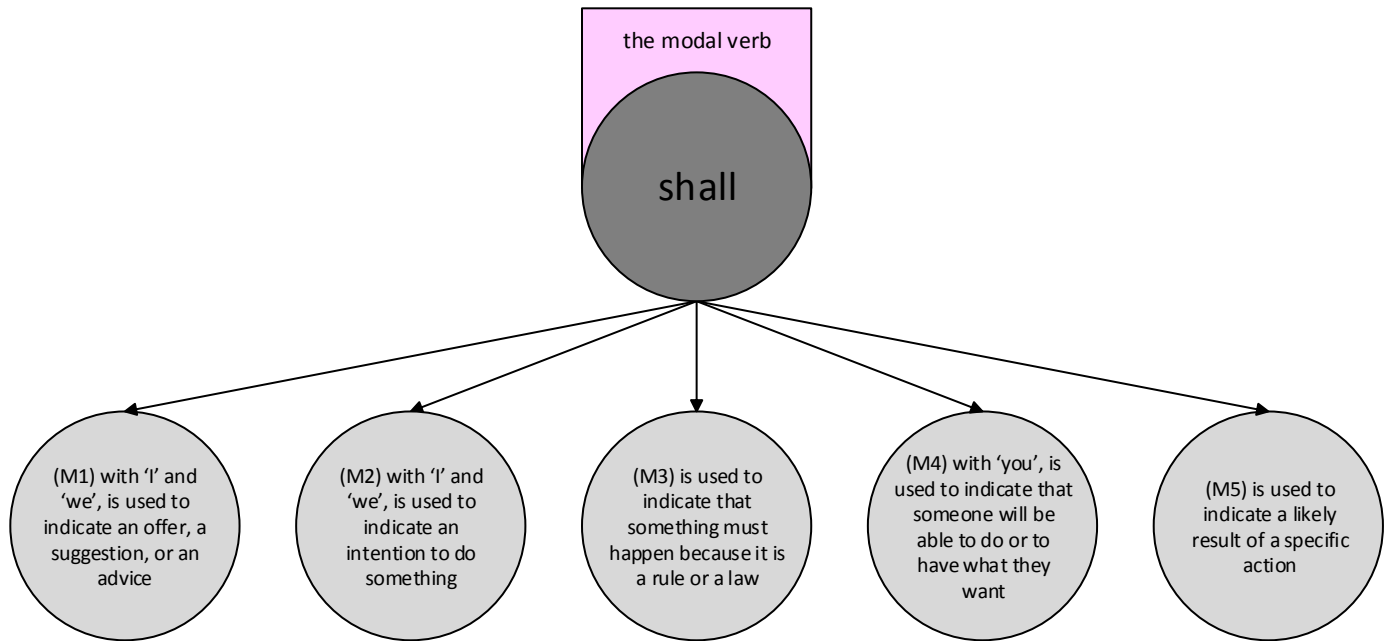 the modal verb
shall
(M1) with ‘I’ and
‘we’, is used to
indicate an offer, a
suggestion, or an
advice
(M2) with ‘I’ and
‘we’, is used to
indicate an
intention to do
something
(M3) is used to
indicate that
something must
happen because it is
a rule or a law
(M4) with ‘you’, is
used to indicate that
someone will be
able to do or to
have what they
want
(M5) is used to
indicate a likely
result of a specific
action